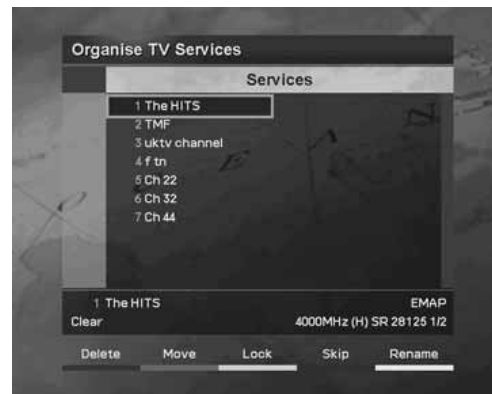 Organise TV Services
Services
1 The HITS
2 TMF
3 uktv channel
4 f tn
5 Ch 22
6 Ch 32
7 Ch 44
1 The HITS EMAP
Clear 4000MHz (H) SR 28125 1/2
Delete Move Lock Skip Rename